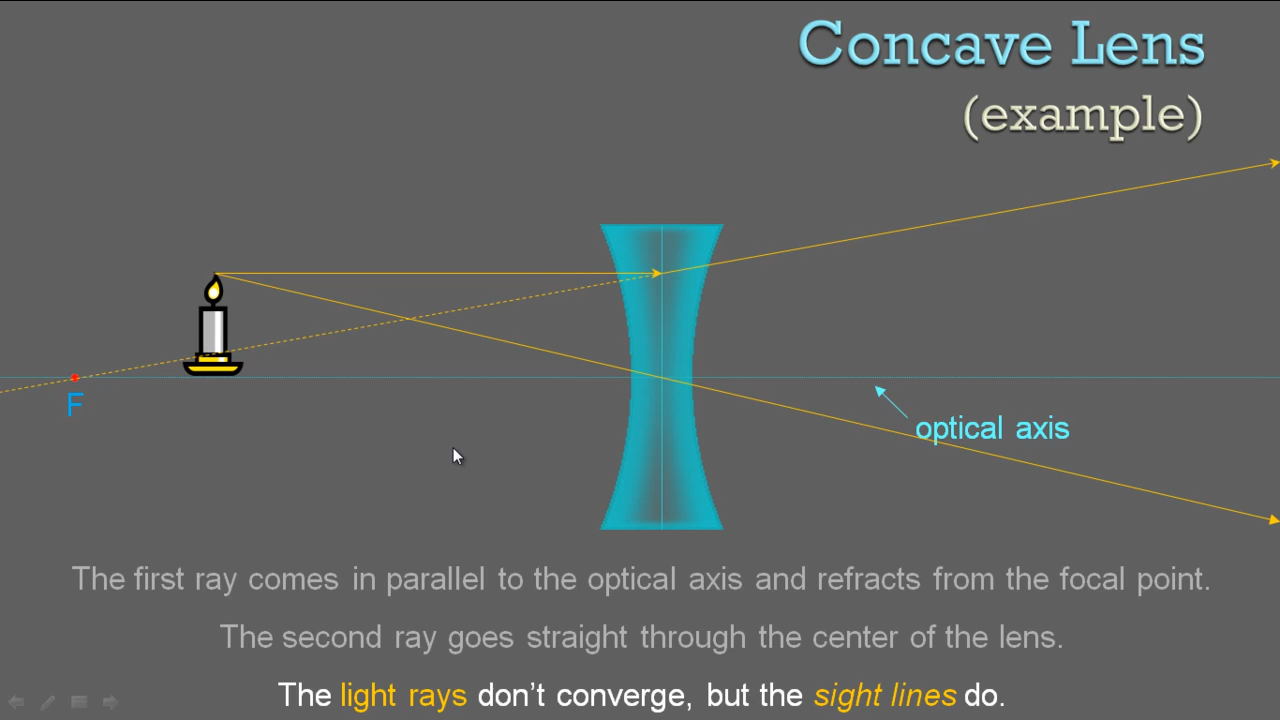 Concave Lens
(example)
F
optical axis
The first ray comes in parallel to the optical axis and refracts from the focal point.
The second ray goes straight through the center of the lens.
The light rays don’t converge, but the sight lines do.